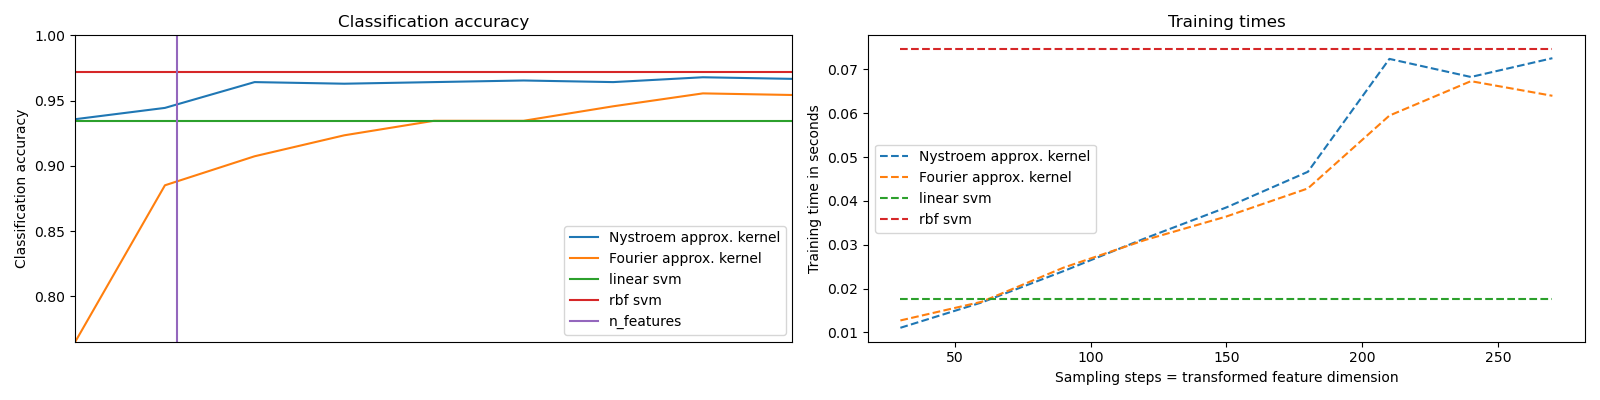 Classification accuracy
Classification accuracy
1.00
0.95
0.90
0.85
0.80
Nystroem approx. kernel
Fourier approx. kernel
linear svm
rbf svm
n_features
Training times
Training time in seconds
0.07
0.06
0.05
0.04
0.03
0.02
0.01
Nystroem approx. kernel
Fourier approx. kernel
linear svm
rbf svm
50 100 150 200 250
Sampling steps = transformed feature dimension